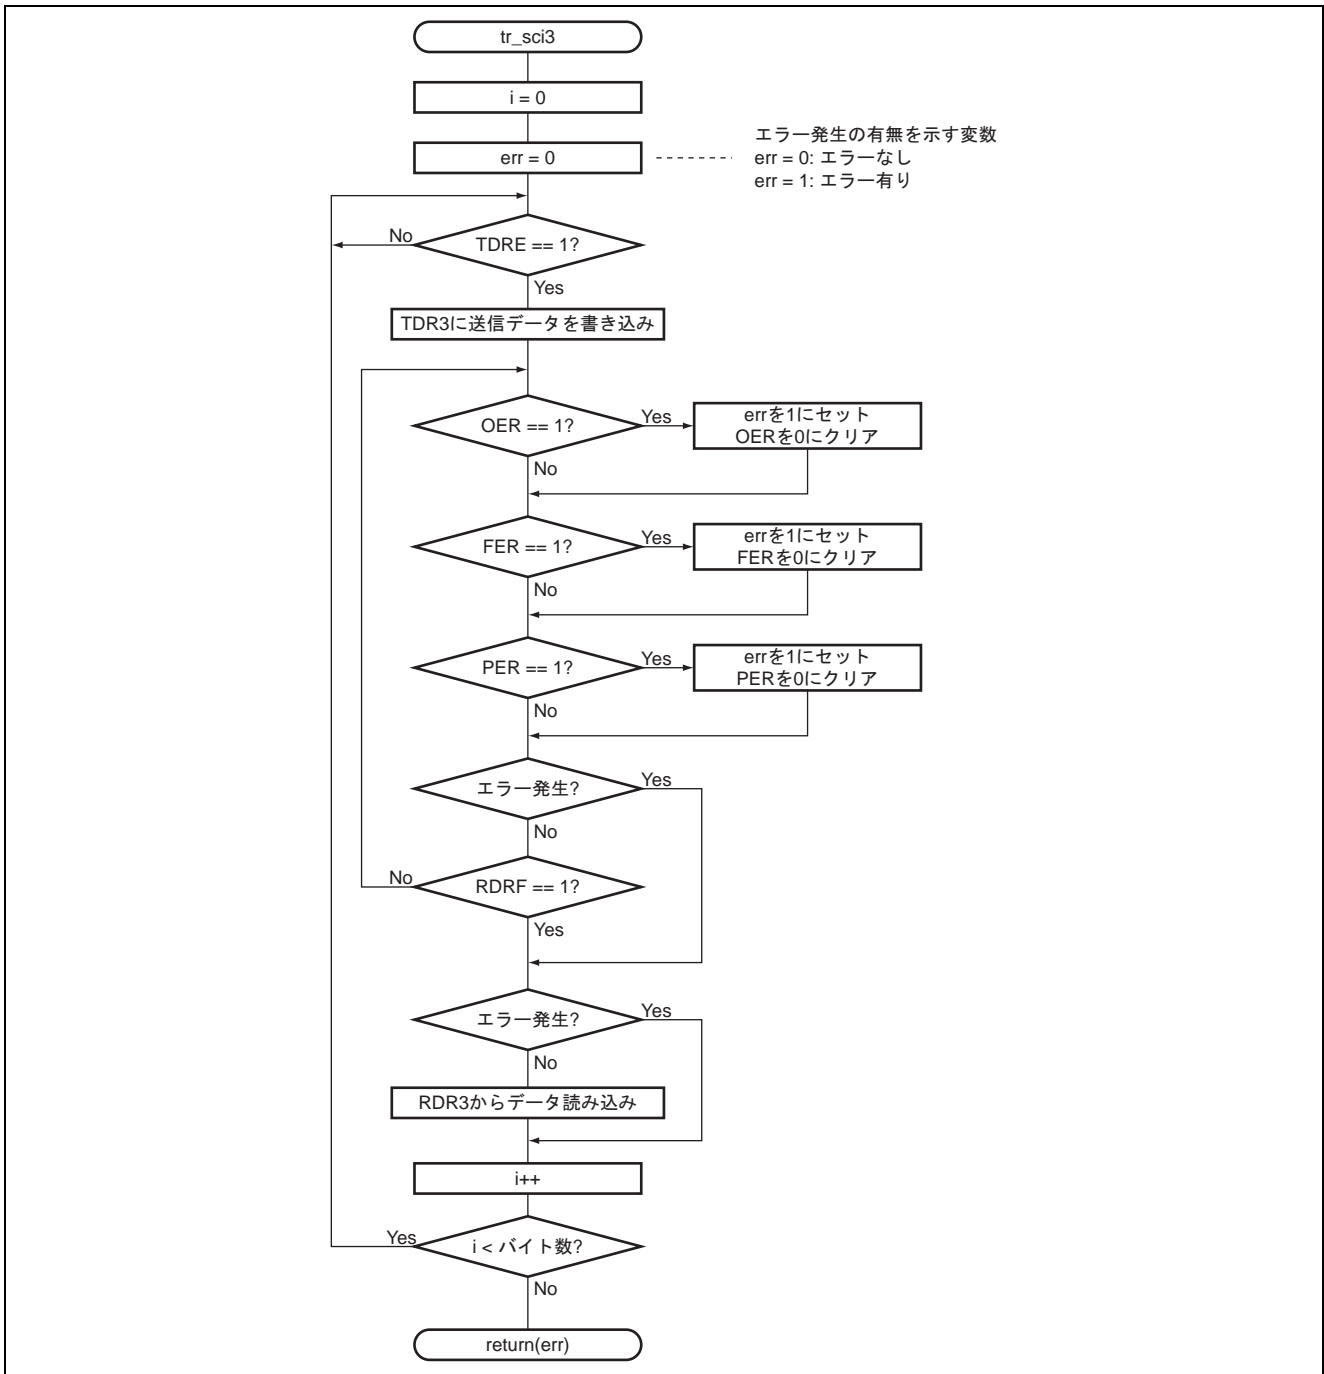 tr_sci3
i = 0
err = 0
エラー発生の有無を示す変数
err = 0: エラーなし
err = 1: エラー有り
No
TDRE == 1?
Yes
TDR3に送信データを書き込み
OER == 1?
Yes
errを1にセット
OERを0にクリア
No
FER == 1?
Yes
errを1にセット
FERを0にクリア
No
PER == 1?
Yes
errを1にセット
PERを0にクリア
No
エラー発生?
Yes
No
No
RDRF == 1?
Yes
エラー発生?
Yes
No
RDR3からデータ読み込み
i++
Yes
i < バイト数?
No
return(err)